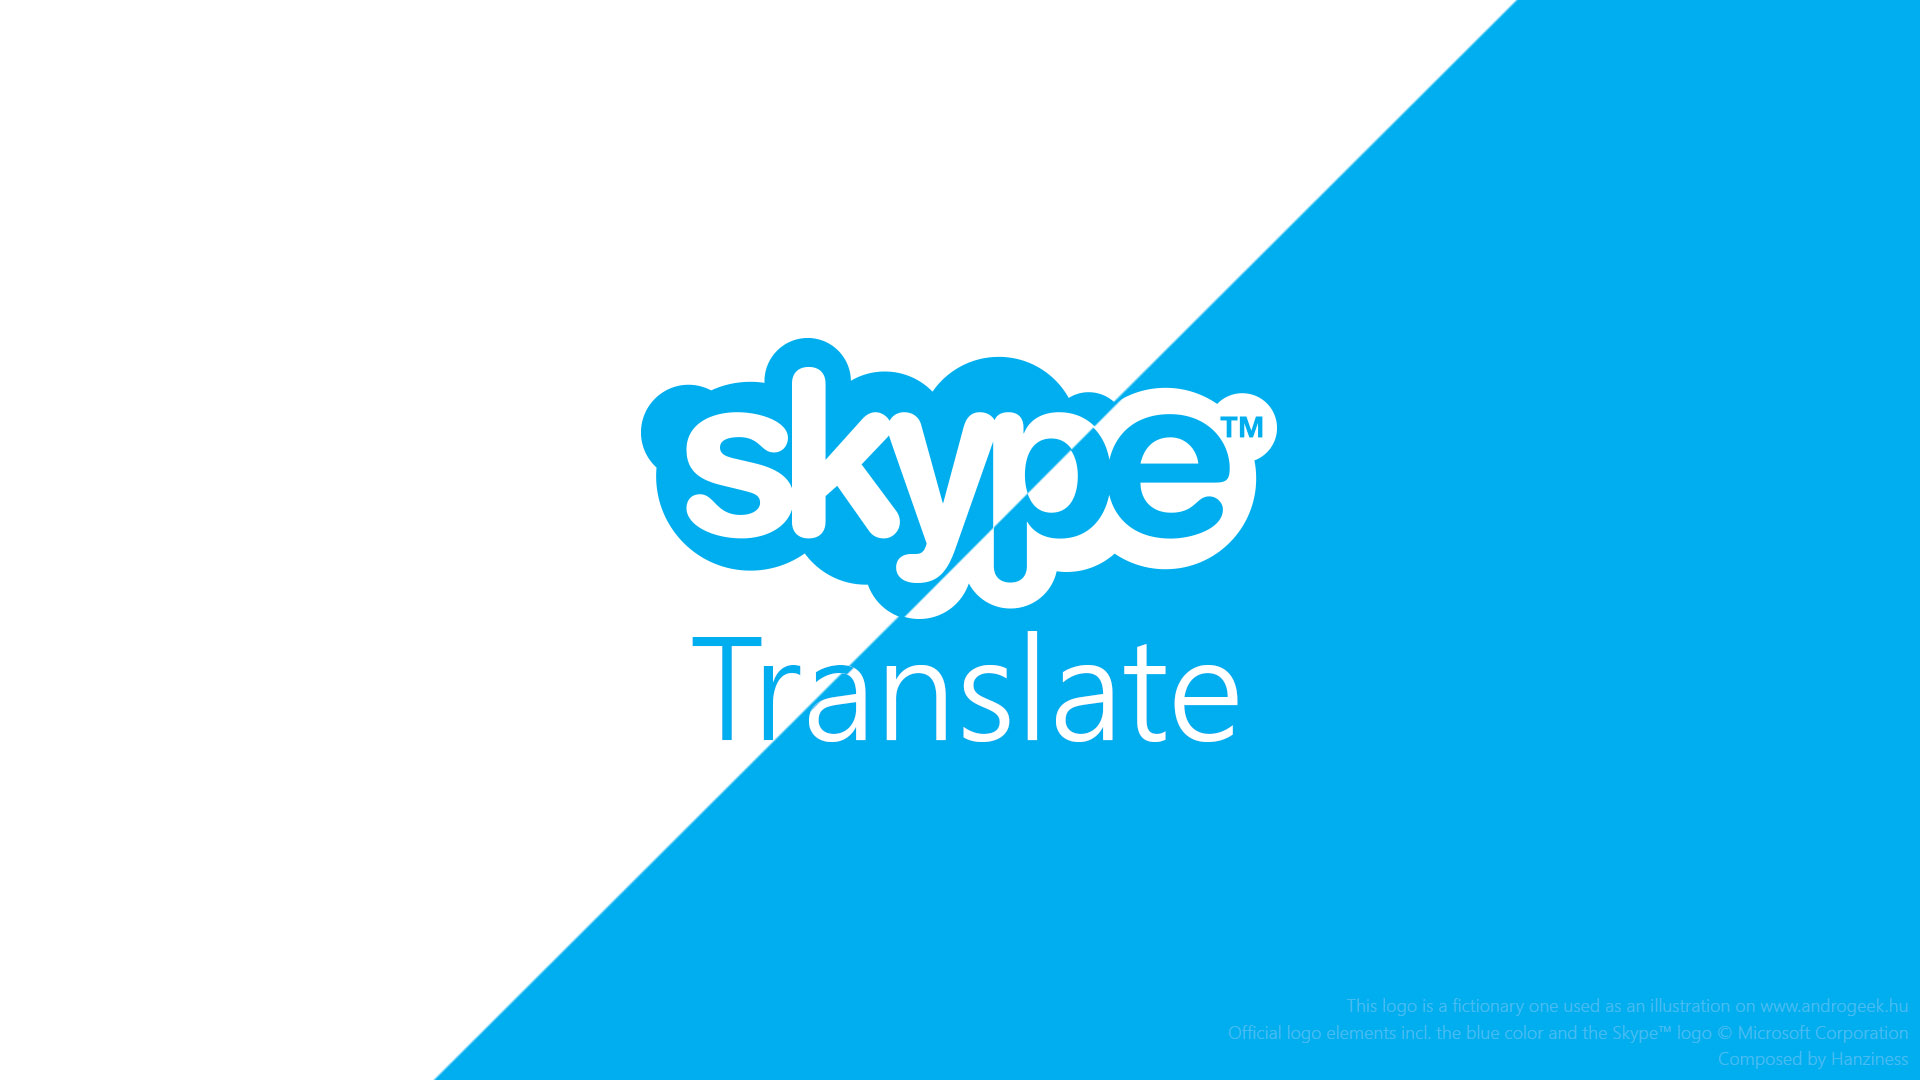 skype™
Translate
This logo is a fictionary one used as an illustration on www.androgeek.hu
Official logo elements incl. the blue color and the Skype™ logo © Microsoft Corporation
Composed by Hanziness